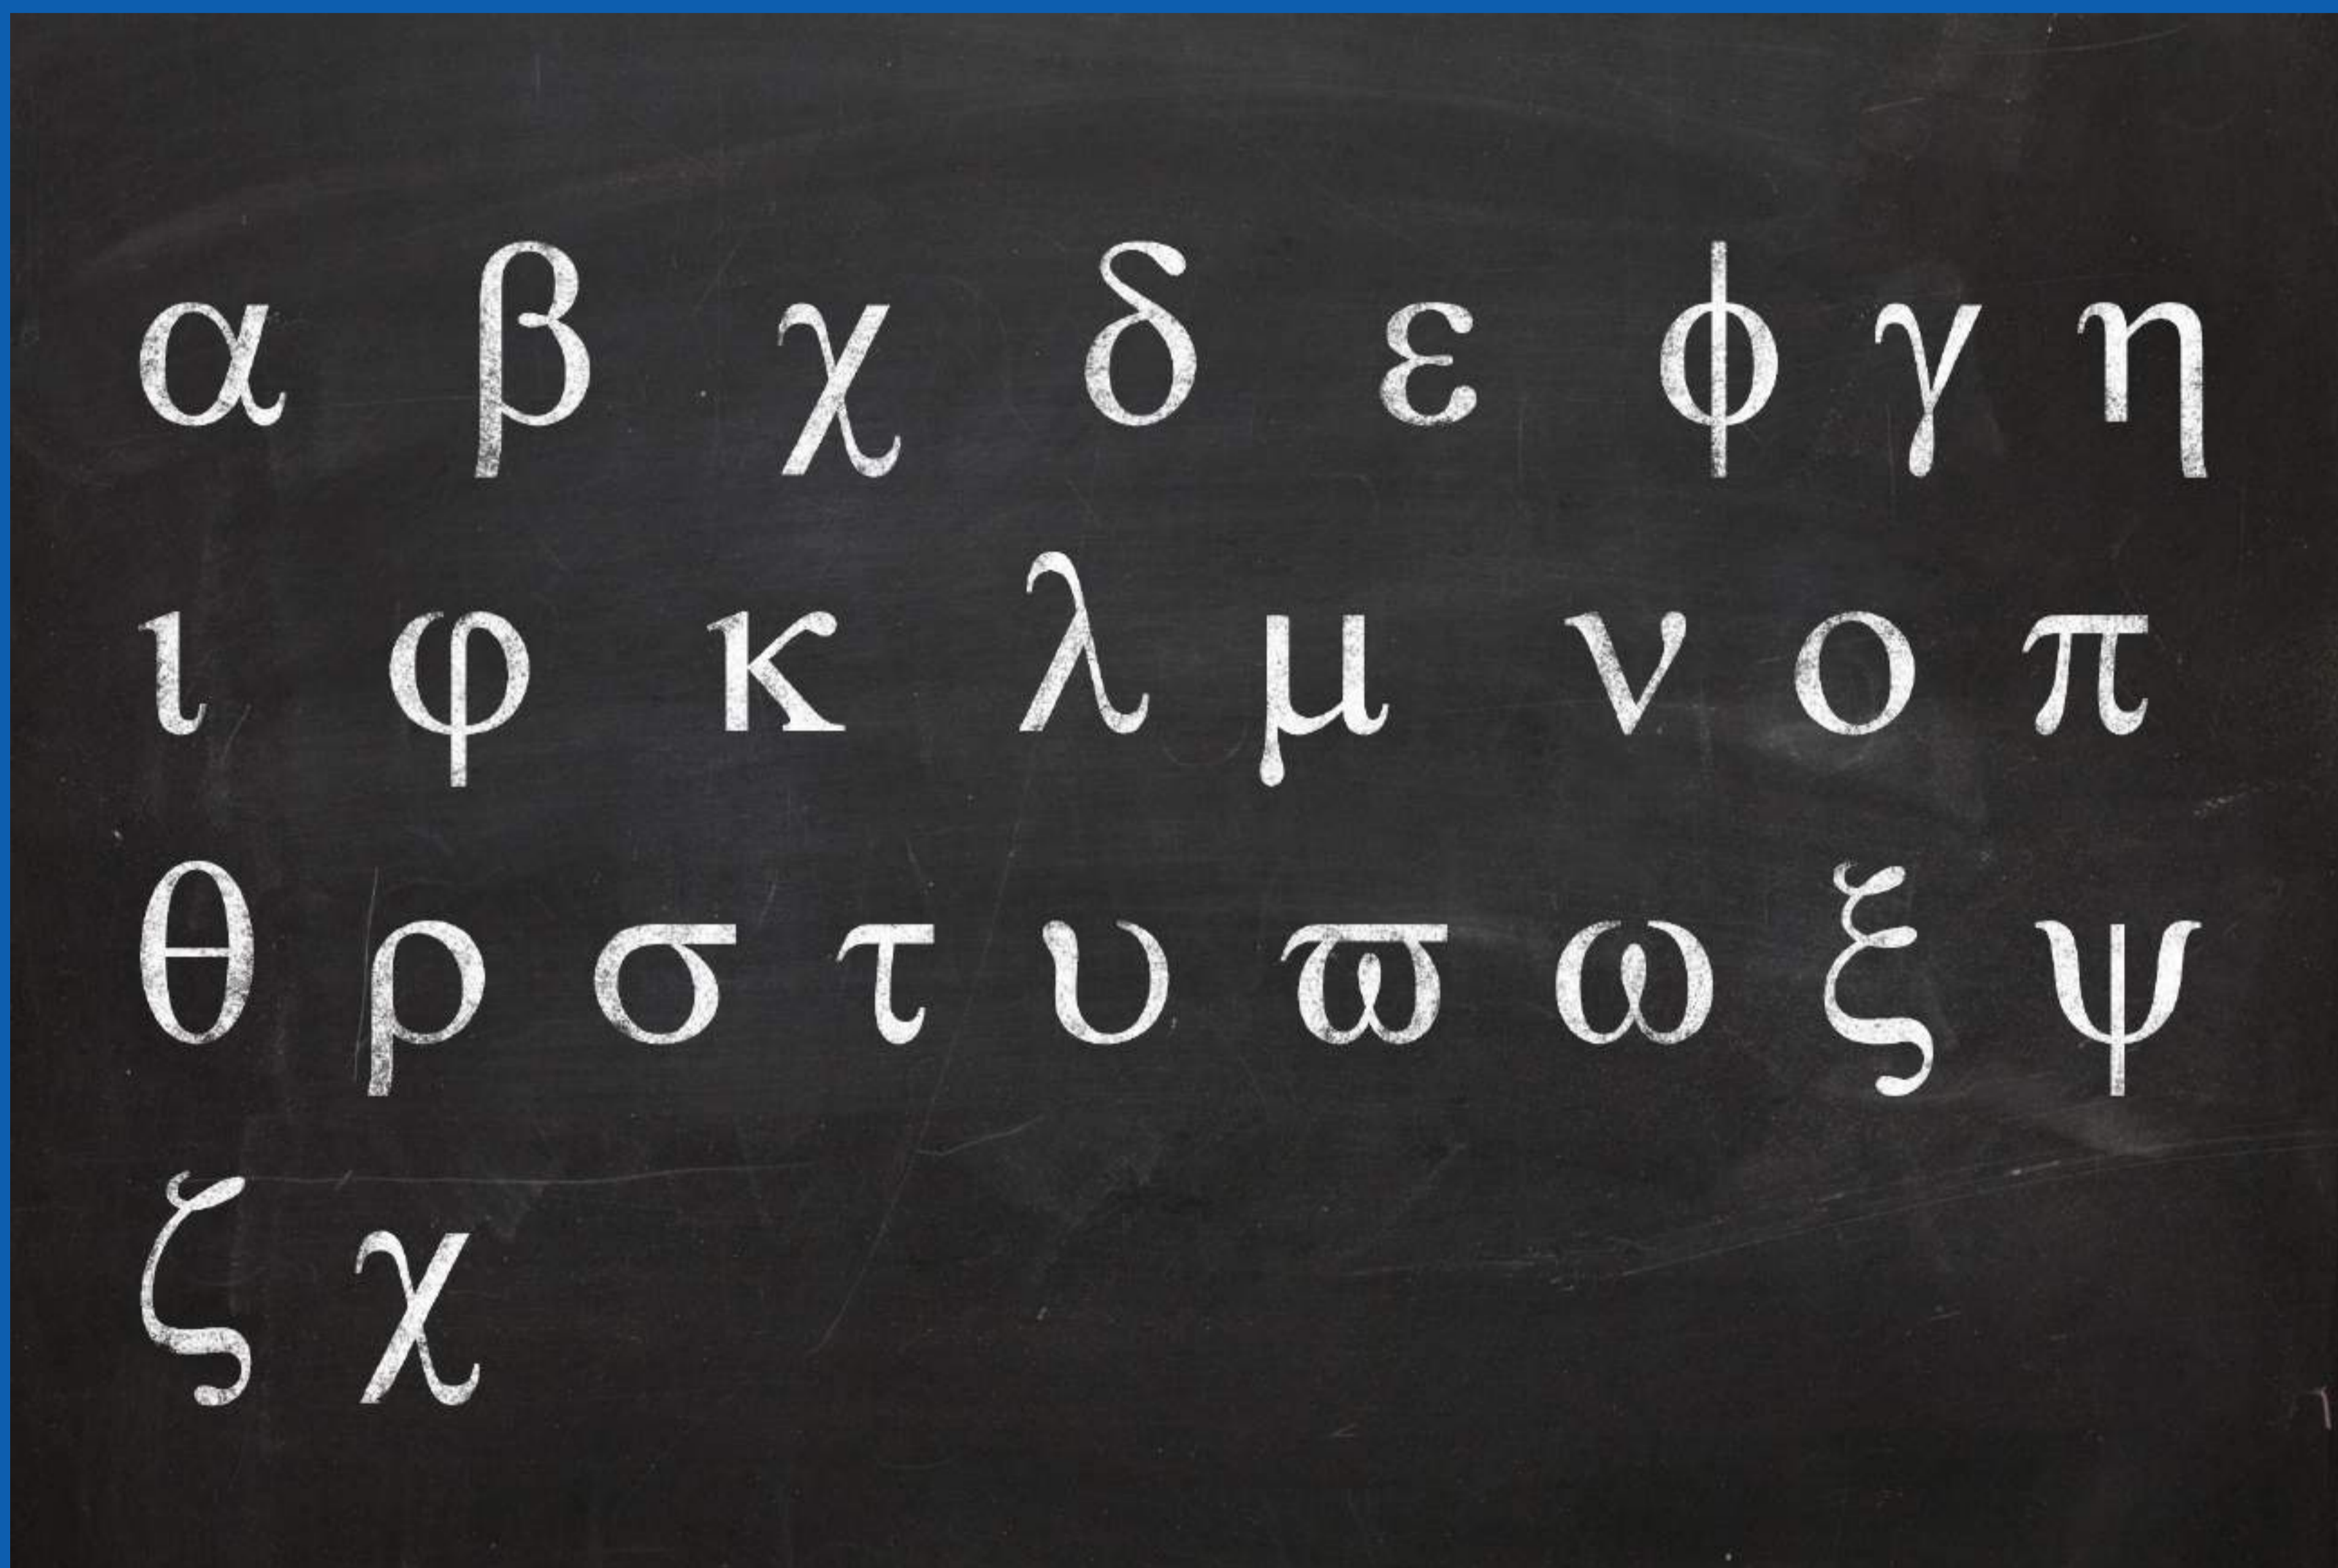 α β χ δ ε ϕ γ η
ι φ κ λ μ ν ο π
θ ρ σ τ υ ϖ ω ξ ψ
ζ χ